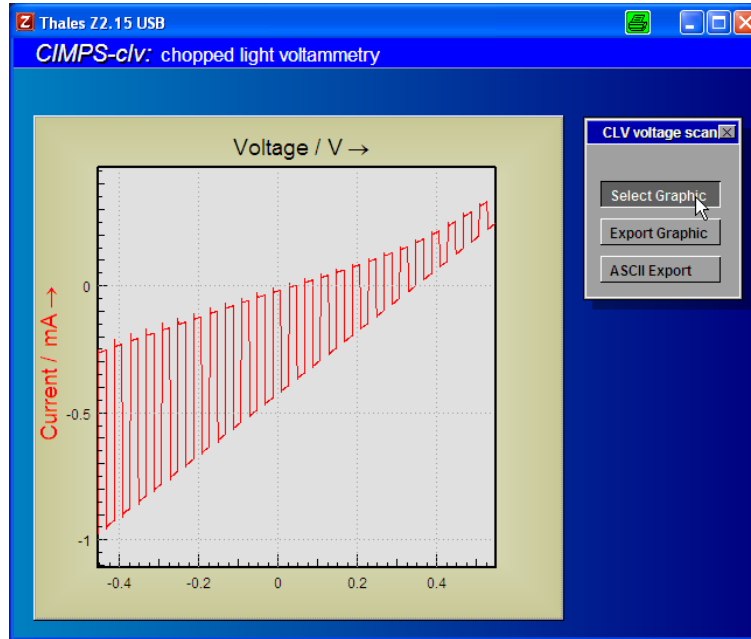 Thales Z2.15 USB
CIMPS-clv: chopped light voltammetry
CLV voltage scan
Select Graphic
Export Graphic
ASCII Export
Voltage / V →
Current / mA →
0
-0.5
-1
-0.4 -0.2 0 0.2 0.4